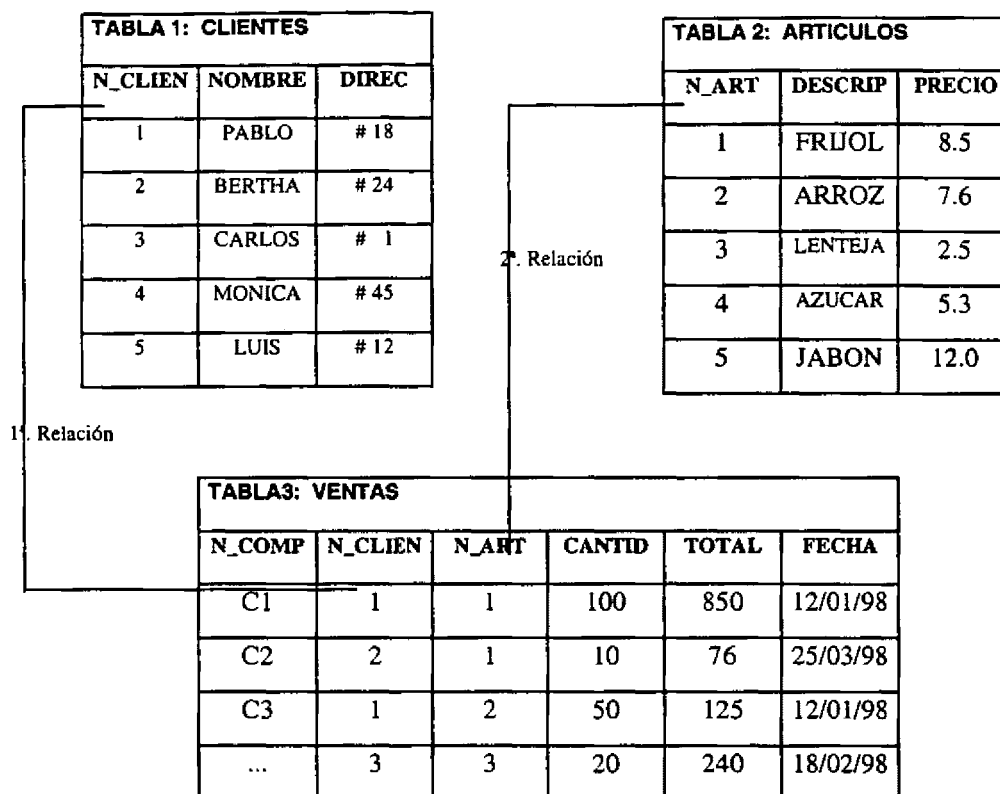 TABLA 1: CLIENTES
N_CLIEN NOMBRE DIREC
1 PABLO # 18
2 BERTHA # 24
3 CARLOS # 1
4 MONICA # 45
5 LUIS # 12
TABLA 2: ARTICULOS
N_ART DESCRIP PRECIO
1 FRIJOL 8.5
2 ARROZ 7.6
3 LENTEJA 2.5
4 AZUCAR 5.3
5 JABON 12.0
2ª. Relación
1ª. Relación
TABLA3: VENTAS
N_COMP N_CLIEN N_ART CANTID TOTAL FECHA
C1 1 1 100 850 12/01/98
C2 2 1 10 76 25/03/98
C3 1 2 50 125 12/01/98
... 3 3 20 240 18/02/98